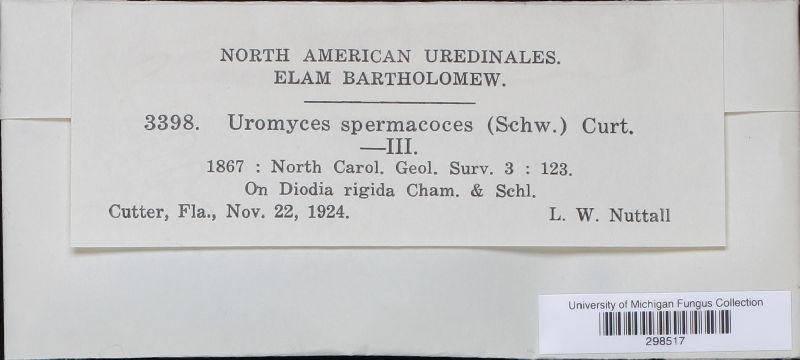 NORTH AMERICAN UREDINALES.
ELAM BARTHOLOMEW.
3398. Uromyces spermacoces (Schw.) Curt.
—III.
1867 : North Carol. Geol. Surv. 3 : 123.
On Diodia rigida Cham. & Schl.
Cutter, Fla., Nov. 22, 1924. L. W. Nuttall
University of Michigan Fungus Collection
298517